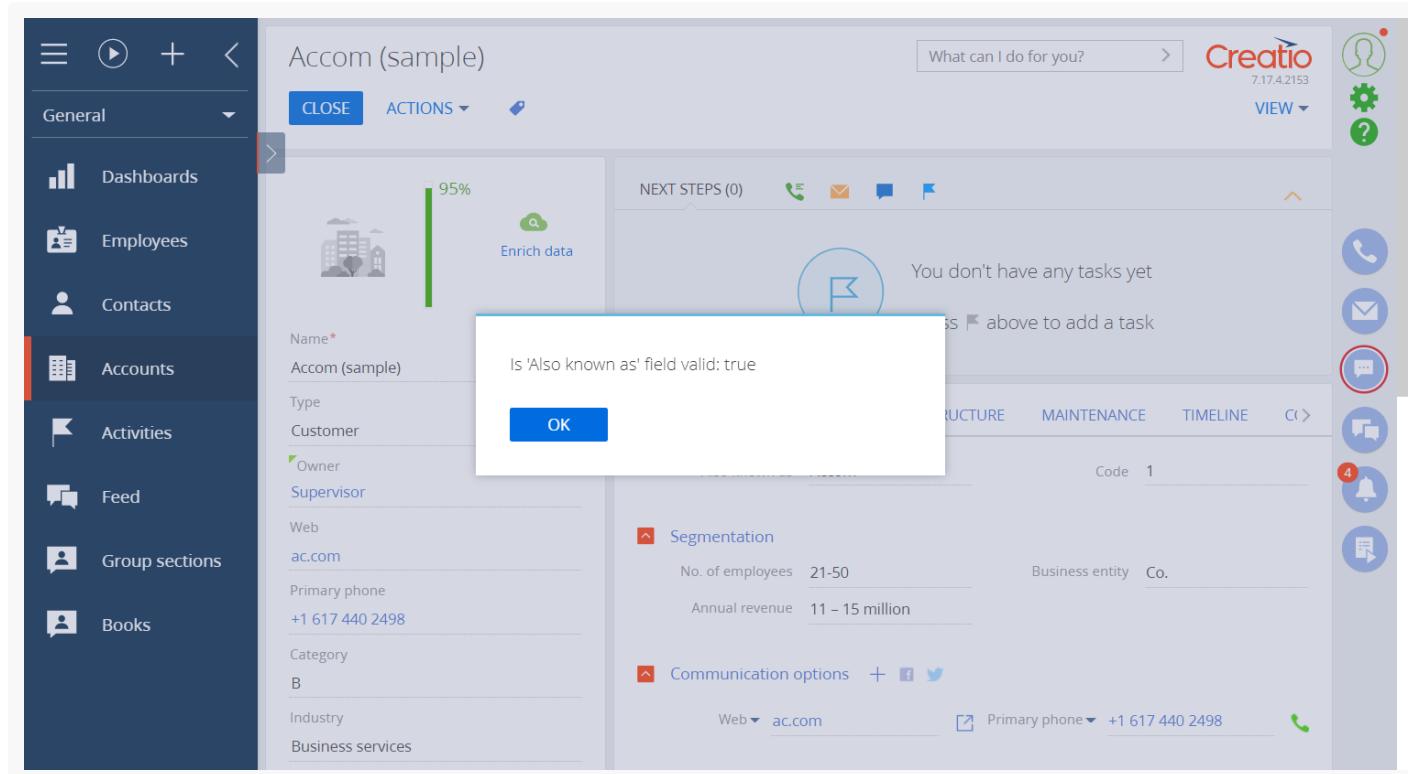 General
Dashboards
Employees
Contacts
Accounts
Activities
Feed
Group sections
Books
Accom (sample)
What can I do for you?
Creatio
7.17.4.2153
CLOSE
ACTIONS
VIEW
95%
Enrich data
Name*
Accom (sample)
Type
Customer
Owner
Supervisor
Web
ac.com
Primary phone
+1 617 440 2498
Category
B
Industry
Business services
NEXT STEPS (0)
You don't have any tasks yet
above to add a task
Is 'Also known as' field valid: true
OK
MAINTENANCE
TIMELINE
Code 1
Segmentation
No. of employees 21-50
Business entity Co.
Annual revenue 11 – 15 million
Communication options
Web ac.com
Primary phone +1 617 440 2498
4